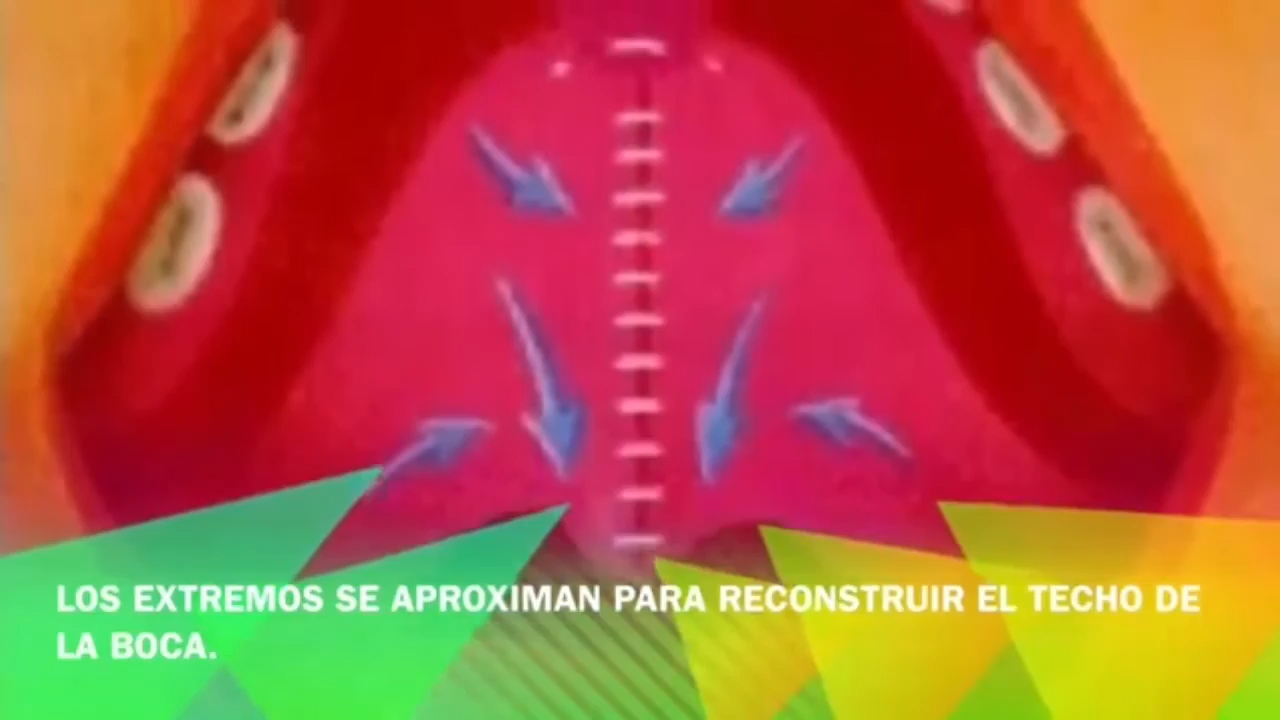 LOS EXTREMOS SE APROXIMAN PARA RECONSTRUIR EL TECHO DE
LA BOCA.